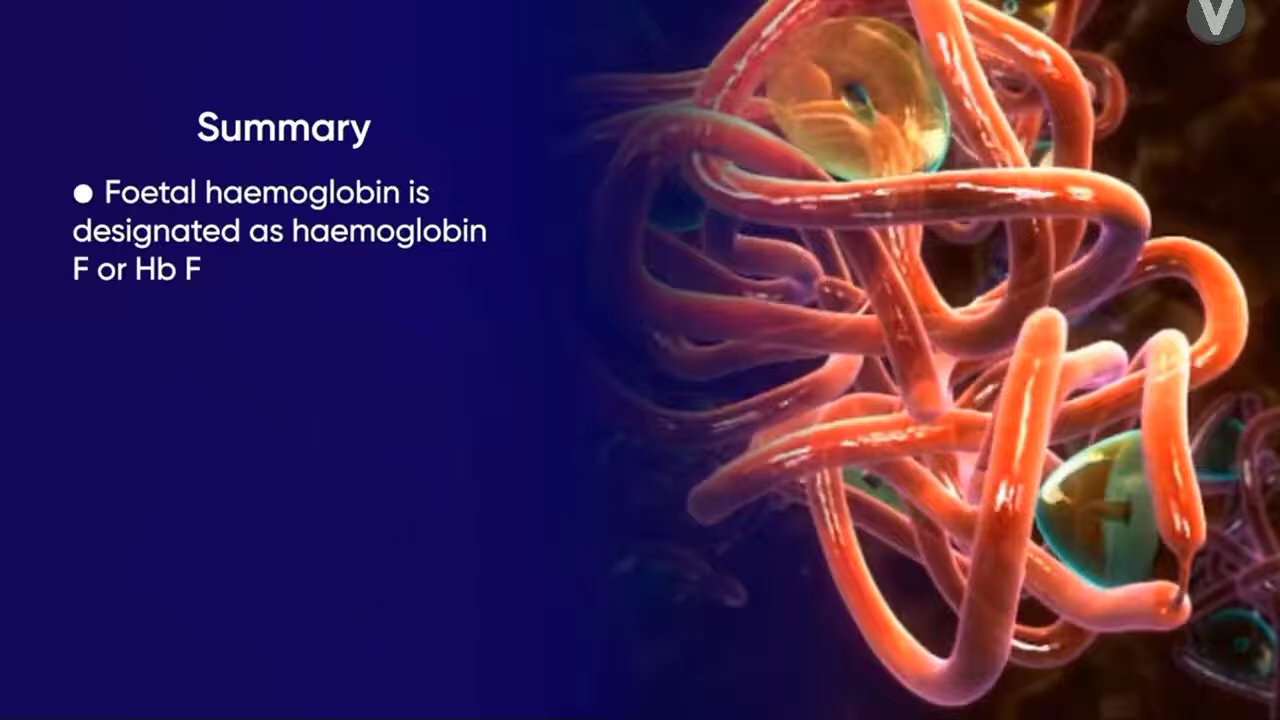 V
Summary
● Foetal haemoglobin is
designated as haemoglobin
F or Hb F